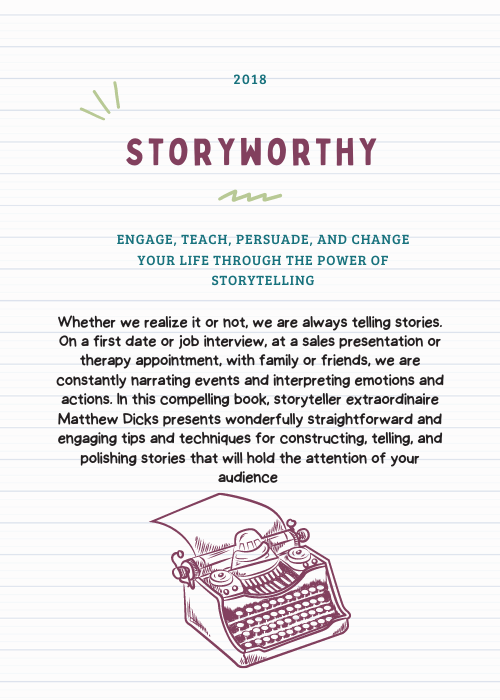 2018
STORYWORTHY
ENGAGE, TEACH, PERSUADE, AND CHANGE
YOUR LIFE THROUGH THE POWER OF
STORYTELLING
Whether we realize it or not, we are always telling stories.
On a first date or job interview, at a sales presentation or
therapy appointment, with family or friends, we are
constantly narrating events and interpreting emotions and
actions. In this compelling book, storyteller extraordinaire
Matthew Dicks presents wonderfully straightforward and
engaging tips and techniques for constructing, telling, and
polishing stories that will hold the attention of your
audience